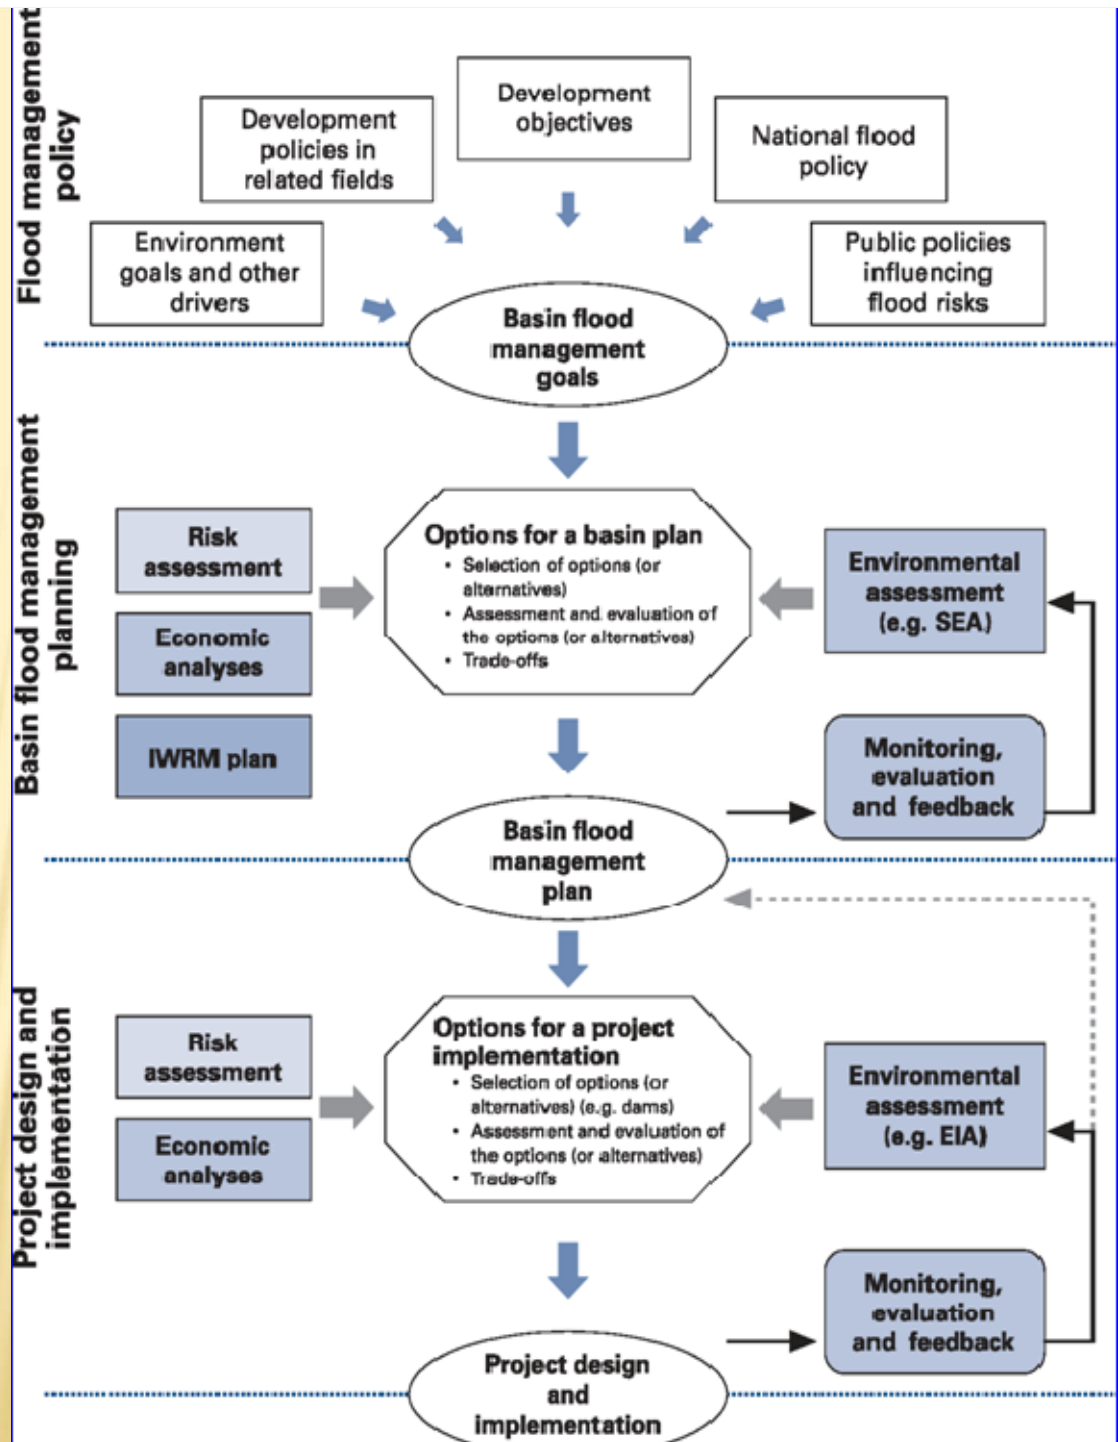 Flood management
policy
Development
objectives
Development
policies in
related fields
National flood
policy
Environment
goals and other
drivers
Public policies
influencing
flood risks
Basin flood
management
goals
Basin flood management
planning
Risk
assessment
Economic
analyses
IWRM plan
Options for a basin plan
• Selection of options (or
alternatives)
• Assessment and evaluation of
the options (or alternatives)
• Trade-offs
Environmental
assessment
(e.g. SEA)
Monitoring,
evaluation
and feedback
Basin flood
management
plan
Project design and
implementation
Risk
assessment
Economic
analyses
Options for a project
implementation
• Selection of options (or
alternatives) (e.g. dams)
• Assessment and evaluation of
the options (or alternatives)
• Trade-offs
Environmental
assessment
(e.g. EIA)
Monitoring,
evaluation
and feedback
Project design
and
implementation